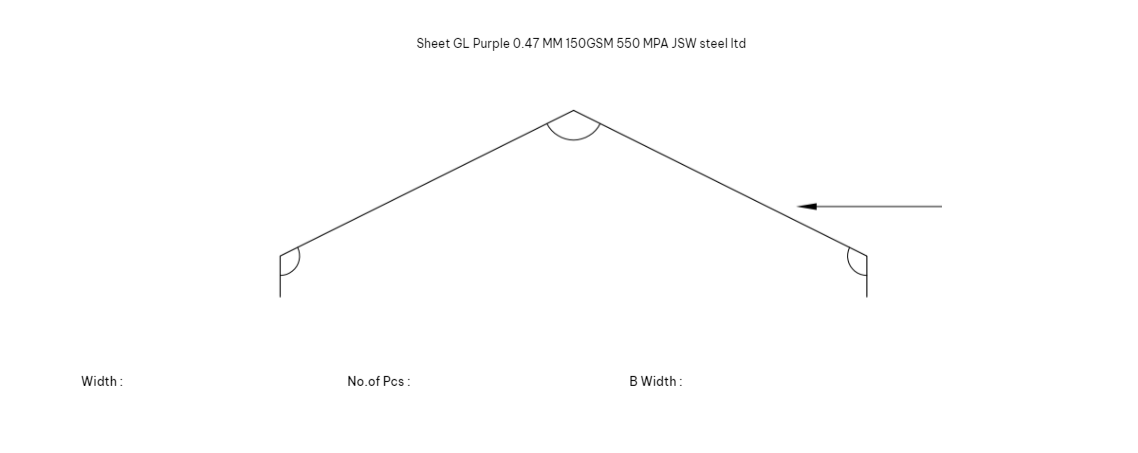 Sheet GL Purple 0.47 MM 150GSM 550 MPA JSW steel ltd
Width : No.of Pcs : B Width :